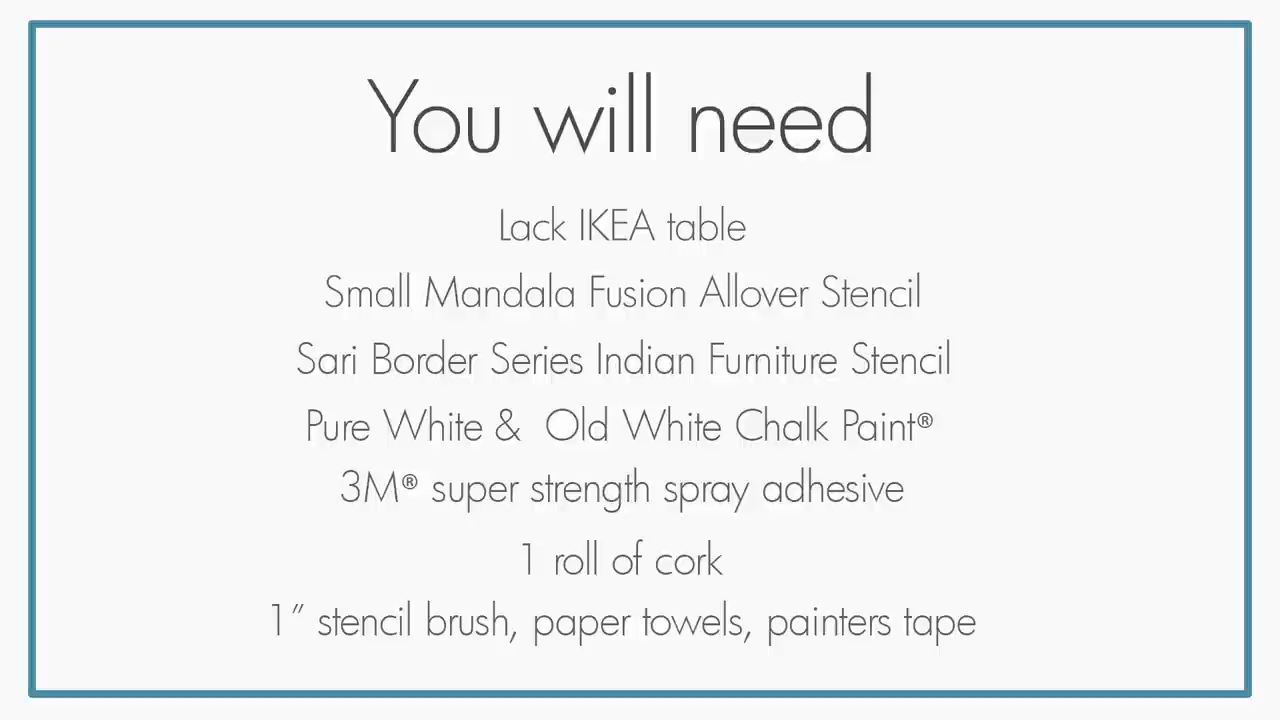 You will need
Lack IKEA table
Small Mandala Fusion Allover Stencil
Sari Border Series Indian Furniture Stencil
Pure White &  Old White Chalk Paint®
3M® super strength spray adhesive
1 roll of cork
1” stencil brush, paper towels, painters tape